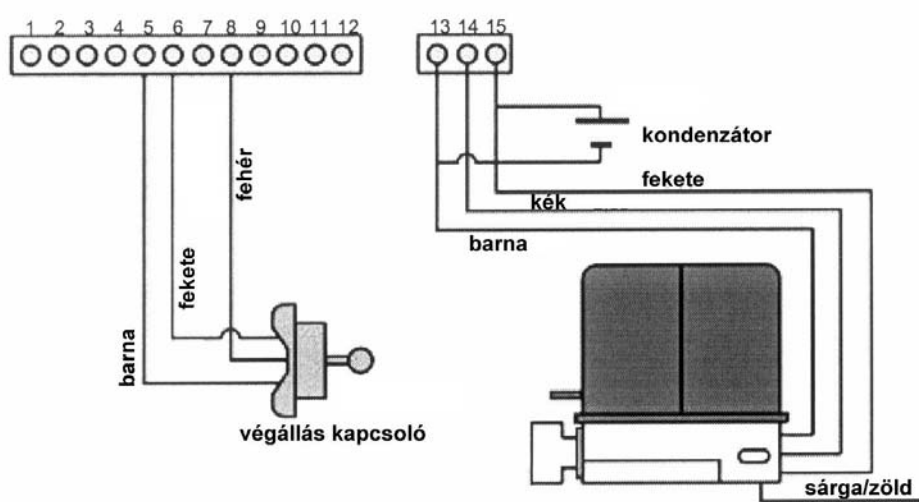 1 2 3 4 5 6 7 8 9 10 11 12
13 14 15
kondenzátor
fekete
kék
barna
fehér
fekete
barna
végállás kapcsoló
sárga/zöld